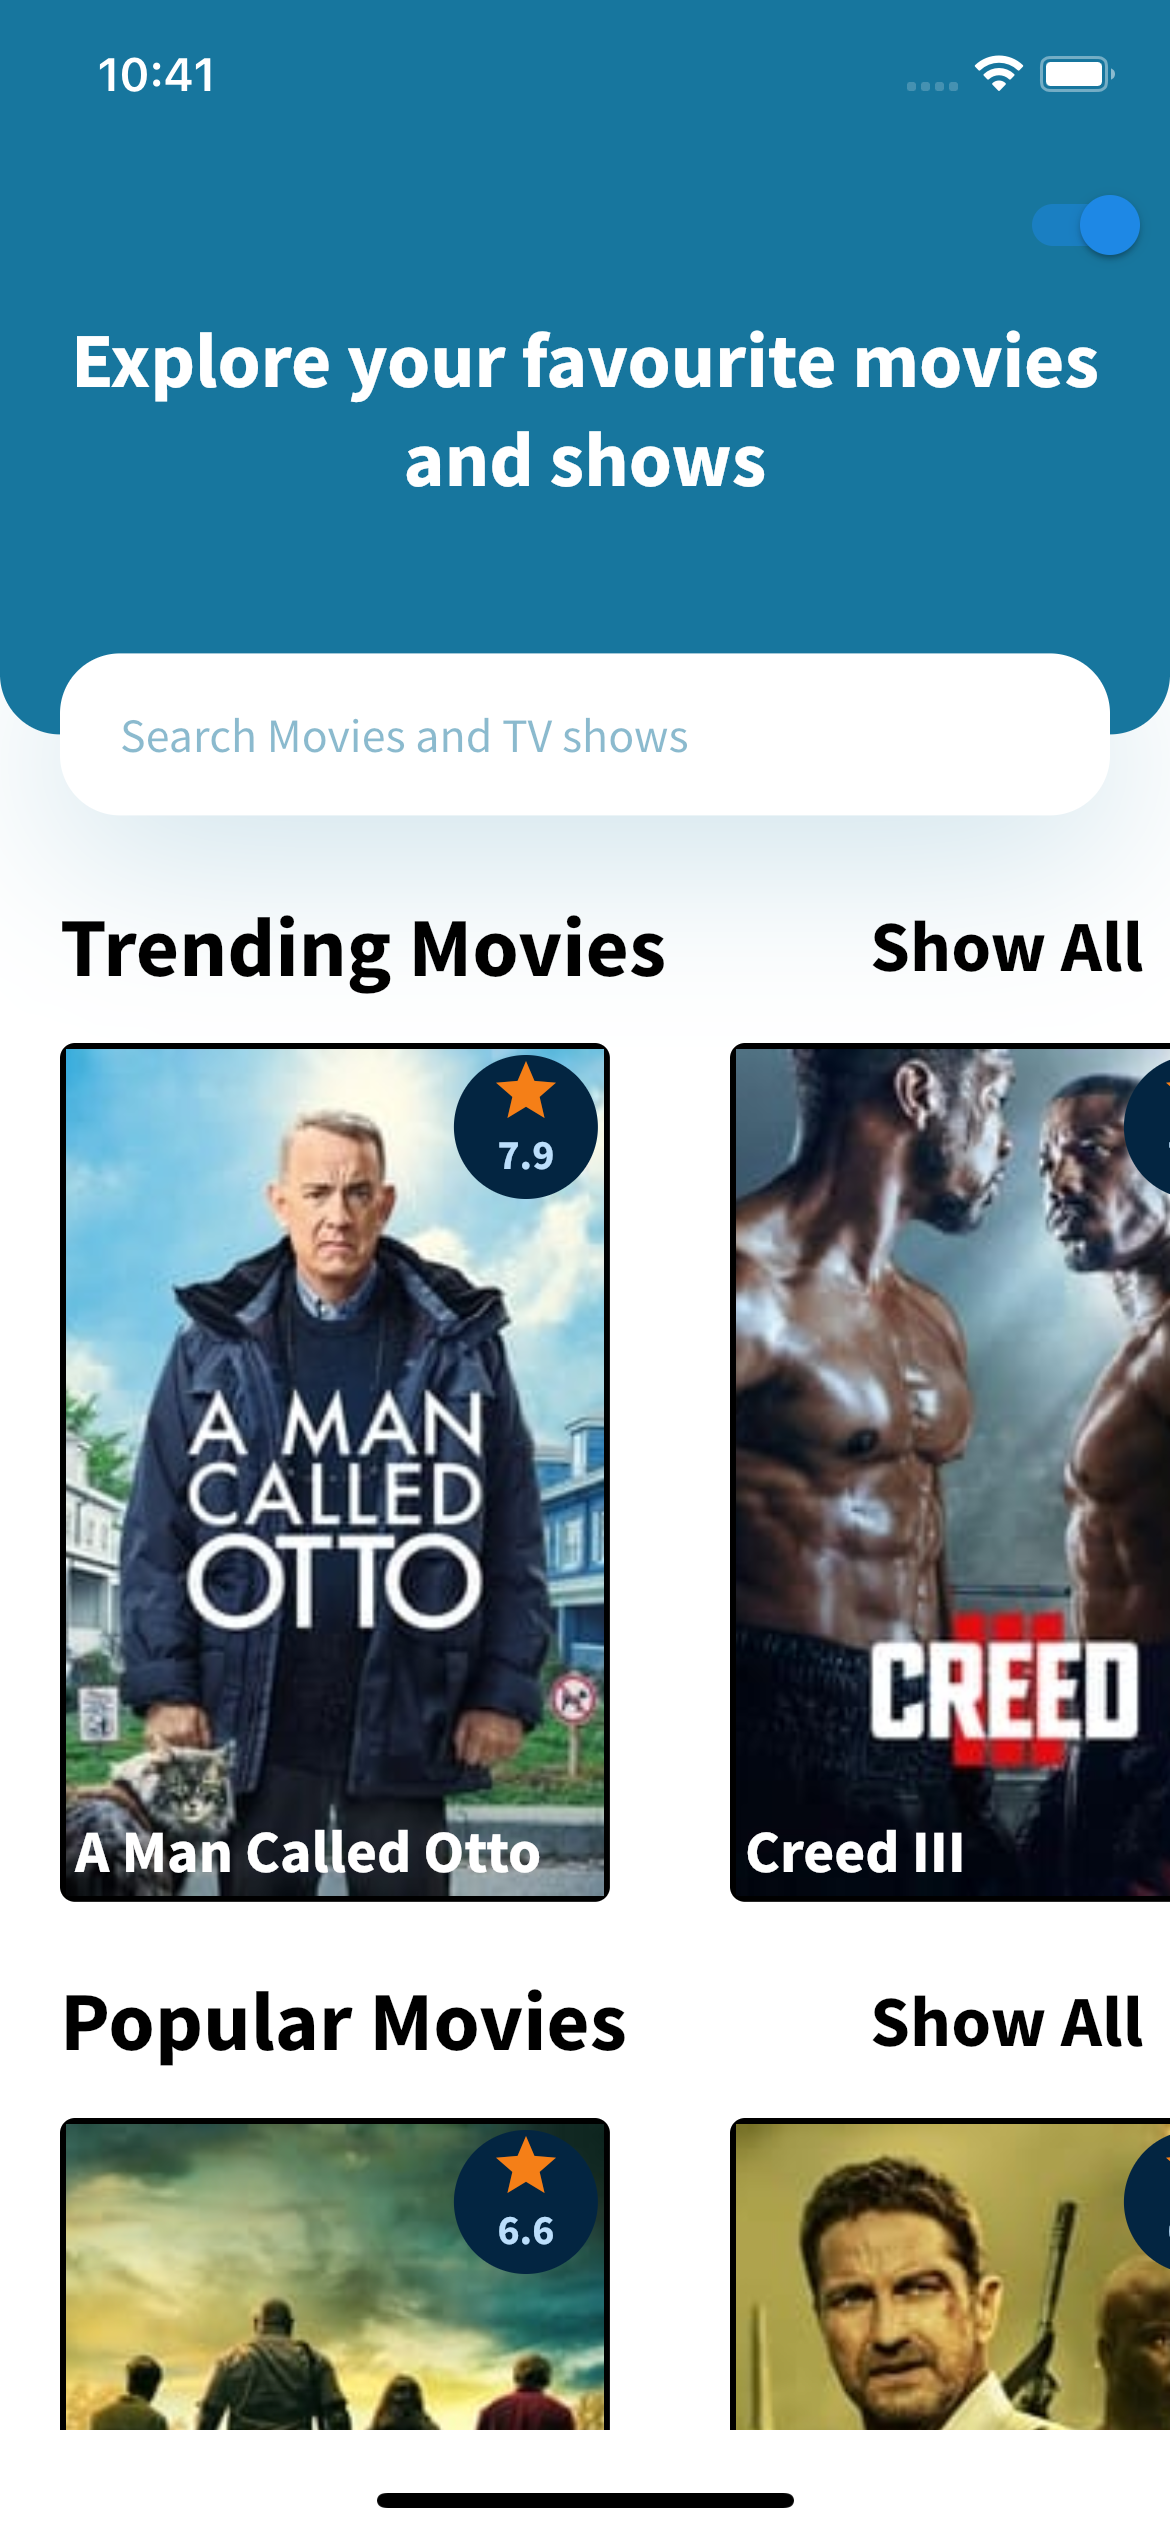 10:41
Explore your favourite movies
and shows
Search Movies and TV shows
Trending Movies
Show All
7.9
A MAN
CALLED
OTTO
A Man Called Otto
CREED
III
Creed III
Popular Movies
Show All
6.6